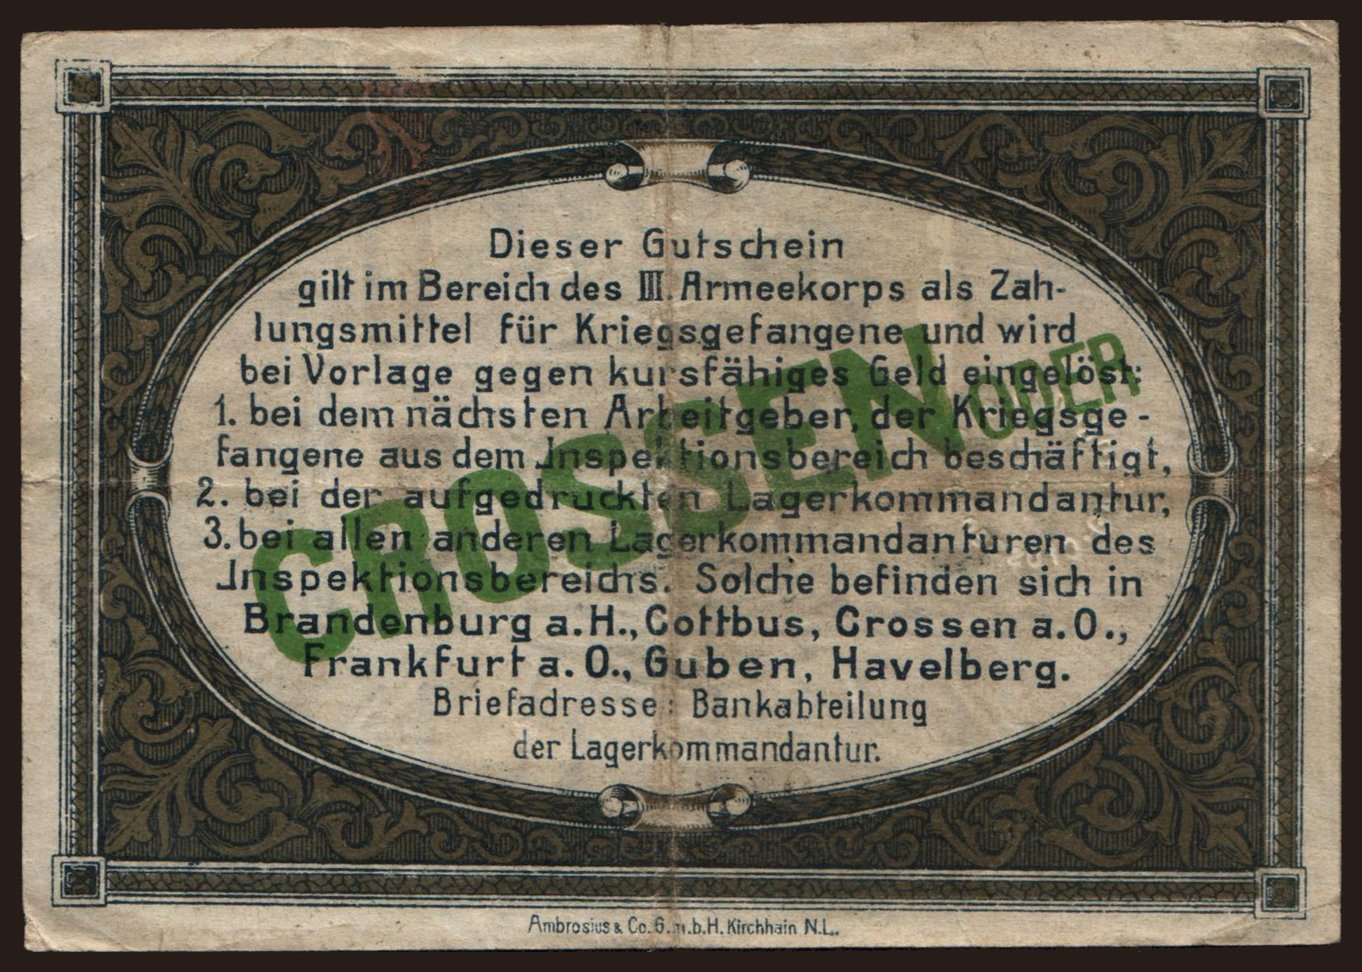 Dieser Gutschein
gilt im Bereich des III. Armeekorps als Zah-
lungsmittel für Kriegsgefangene und wird
bei Vorlage gegen kursfähiges Geld eingelöst:
1. bei dem nächsten Arbeitgeber, der Kriegsge-
fangene aus dem Inspektionsbereich beschäftigt,
2. bei der aufgedruckten Lagerkommandantur,
3. bei allen anderen Lagerkommandanturen des
Inspektionsbereichs. Solche befinden sich in
Brandenburg a. H., Cottbus, Crossen a. O.,
Frankfurt a. O., Guben, Havelberg.
Briefadresse: Bankabteilung
der Lagerkommandantur.
CROSSEN ODER
Ambrosius & Co. G.m.b.H. Kirchhain N.L.